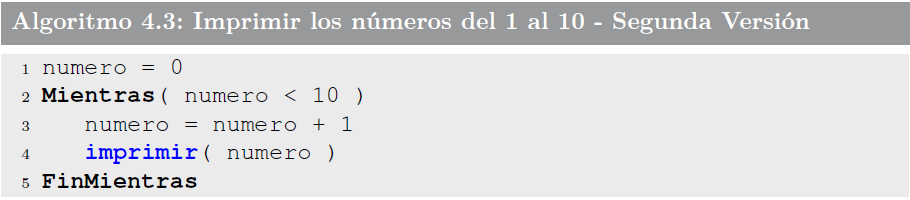 Algoritmo 4.3: Imprimir los números del 1 al 10 - Segunda Versión
1 numero = 0
2 Mientras( numero < 10 )
3 numero = numero + 1
4 imprimir( numero )
5 FinMientras